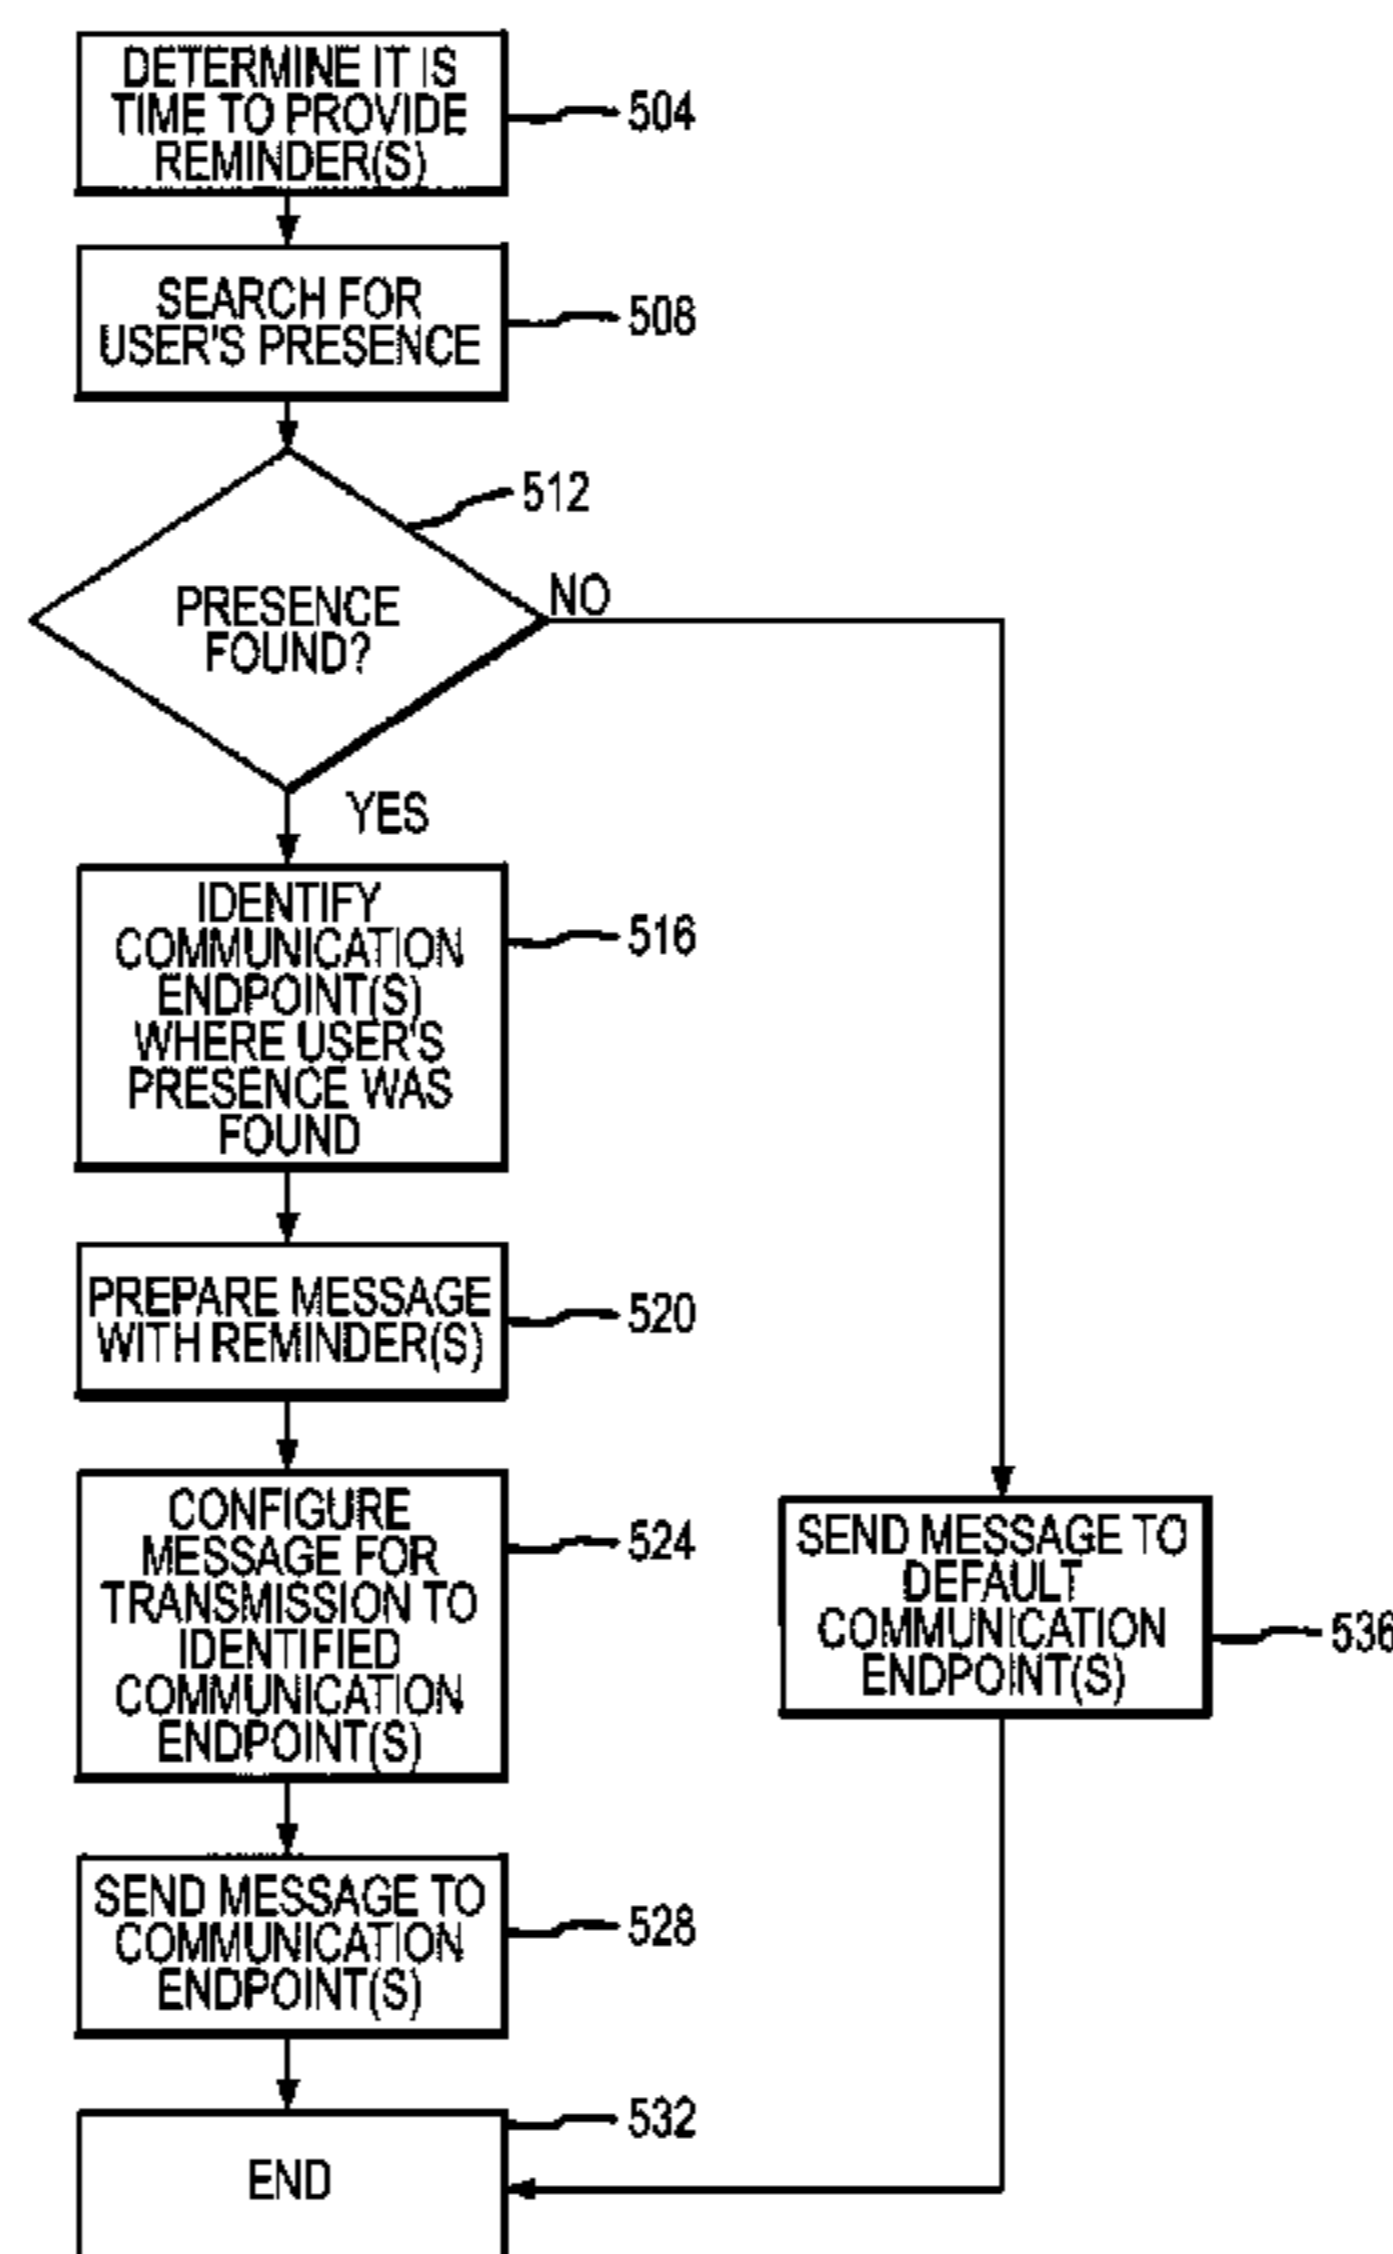 DETERMINE IT IS
TIME TO PROVIDE
REMINDER(S)
504
SEARCH FOR
USER'S PRESENCE
508
512
PRESENCE
FOUND?
NO
YES
IDENTIFY
COMMUNICATION
ENDPOINT(S)
WHERE USER'S
PRESENCE WAS
FOUND
516
PREPARE MESSAGE
WITH REMINDER(S)
520
CONFIGURE
MESSAGE FOR
TRANSMISSION TO
IDENTIFIED
COMMUNICATION
ENDPOINT(S)
524
SEND MESSAGE TO
DEFAULT
COMMUNICATION
ENDPOINT(S)
536
SEND MESSAGE TO
COMMUNICATION
ENDPOINT(S)
528
END
532